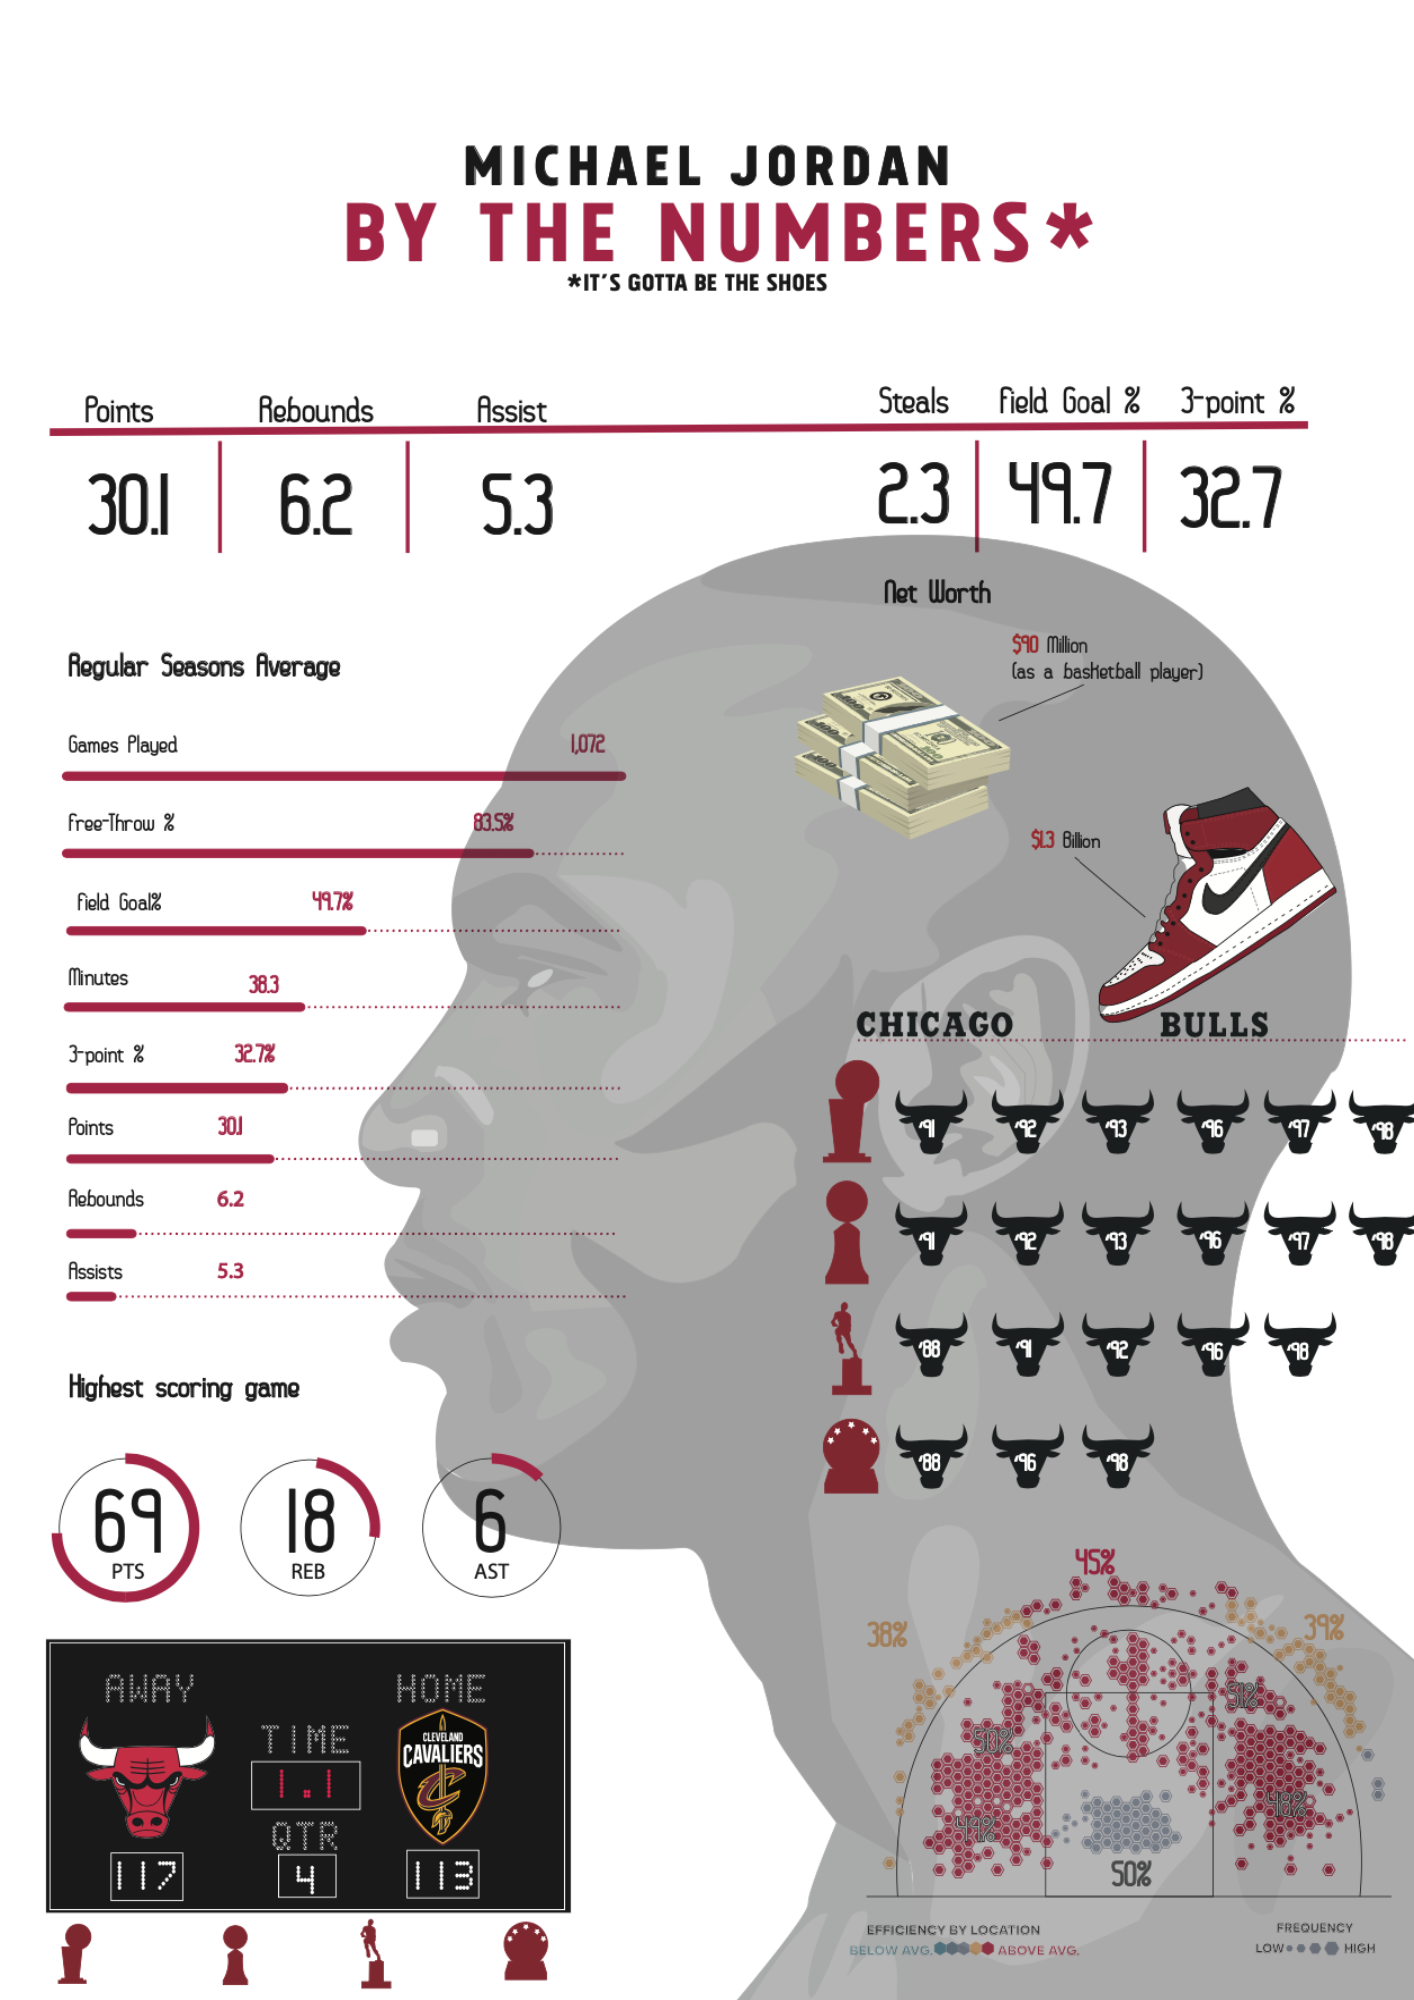 MICHAEL JORDAN
BY THE NUMBERS*
*IT'S GOTTA BE THE SHOES
Points Rebounds Assist Steals Field Goal % 3-point %
30.1 6.2 5.3 2.3 49.7 32.7
Net Worth
$90 Million
(as a basketball player)
$1.3 Billion
Regular Seasons Average
Games Played 1,072
Free-Throw % 83.5%
Field Goal% 49.7%
Minutes 38.3
3-point % 32.7%
Points 30.1
Rebounds 6.2
Assists 5.3
CHICAGO BULLS
'91 '92 '93 '96 '97 '98
'91 '92 '93 '96 '97 '98
'88 '91 '92 '96 '98
'88 '96 '98
Highest scoring game
69 18 6
PTS REB AST
AWAY HOME
TIME
CLEVELAND
CAVALIERS
1.1
QTR
117 4 113
45%
38% 39%
51%
50%
48%
44%
50%
EFFICIENCY BY LOCATION
BELOW AVG. ABOVE AVG.
FREQUENCY
LOW HIGH